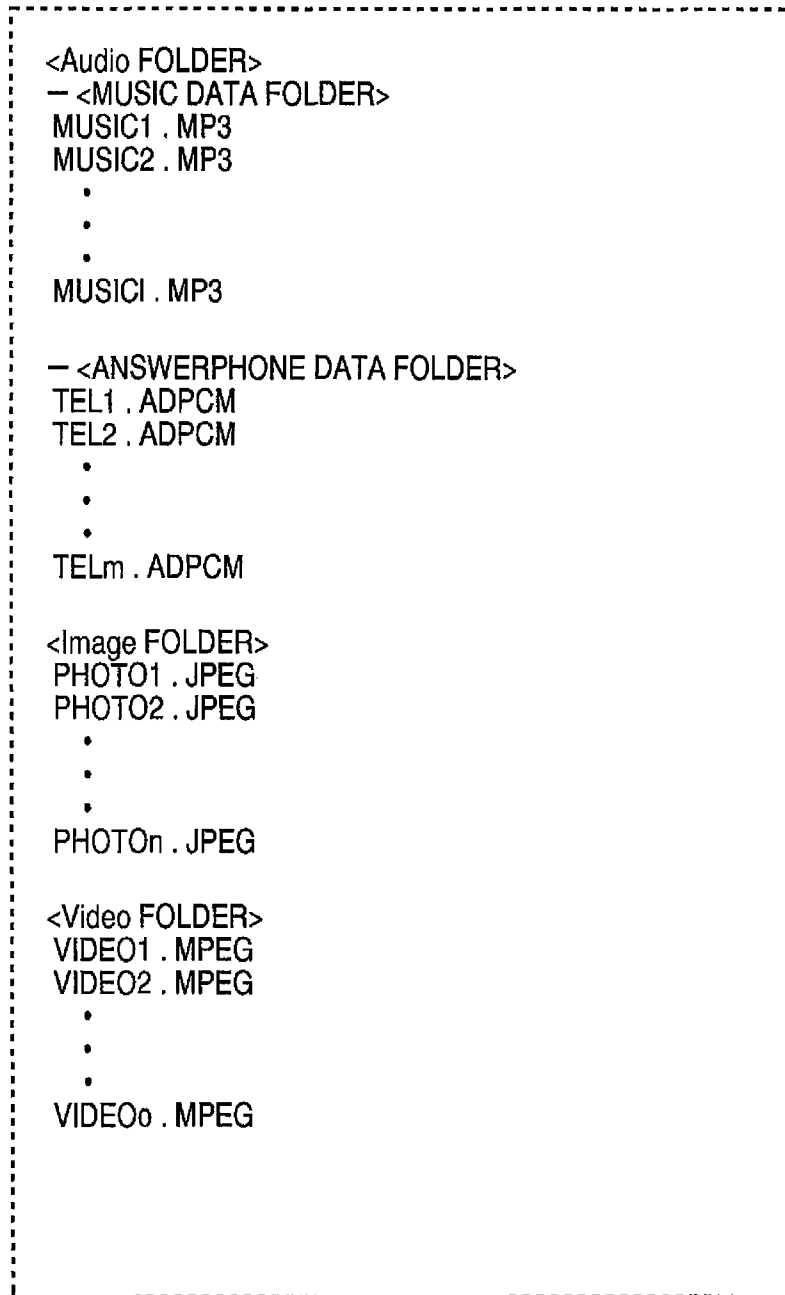 <Audio FOLDER>
– <MUSIC DATA FOLDER>
MUSIC1 . MP3
MUSIC2 . MP3
MUSICl . MP3
– <ANSWERPHONE DATA FOLDER>
TEL1 . ADPCM
TEL2 . ADPCM
TELm . ADPCM
<Image FOLDER>
PHOTO1 . JPEG
PHOTO2 . JPEG
PHOTOn . JPEG
<Video FOLDER>
VIDEO1 . MPEG
VIDEO2 . MPEG
VIDEOo . MPEG